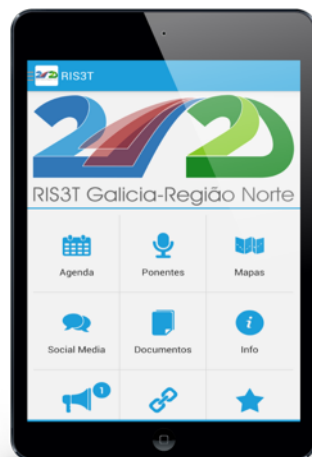 RIS3T
RIS3T Galicia-Região Norte
Agenda Ponentes Mapas
Social Media Documentos Info
1